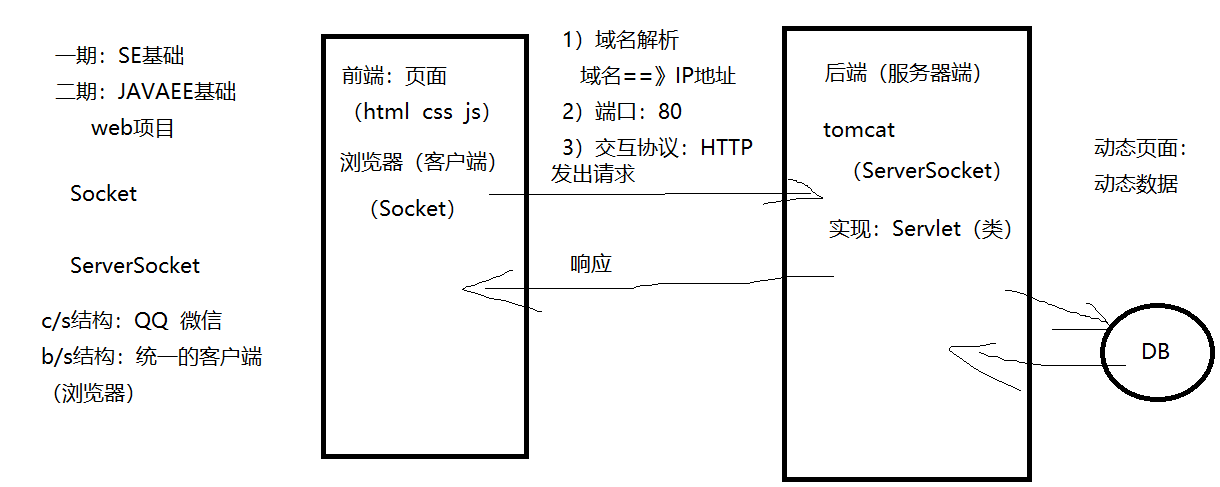 一期：SE基础
二期：JAVAEE基础
web项目
Socket
ServerSocket
c/s结构：QQ 微信
b/s结构：统一的客户端
（浏览器）
前端：页面
（html css js）
浏览器（客户端）
（Socket）
1）域名解析
域名==》IP地址
2）端口：80
3）交互协议：HTTP
发出请求
响应
后端（服务器端）
tomcat
（ServerSocket）
实现：Servlet（类）
动态页面：
动态数据
DB